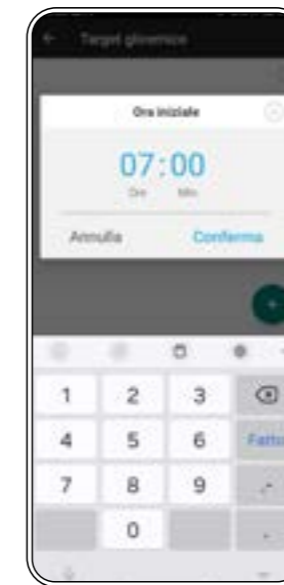 Target glicemico
Ora iniziale
07:00
Ore Min
Annulla Conferma
1 2 3
4 5 6 Fatto
7 8 9 .-
0 .